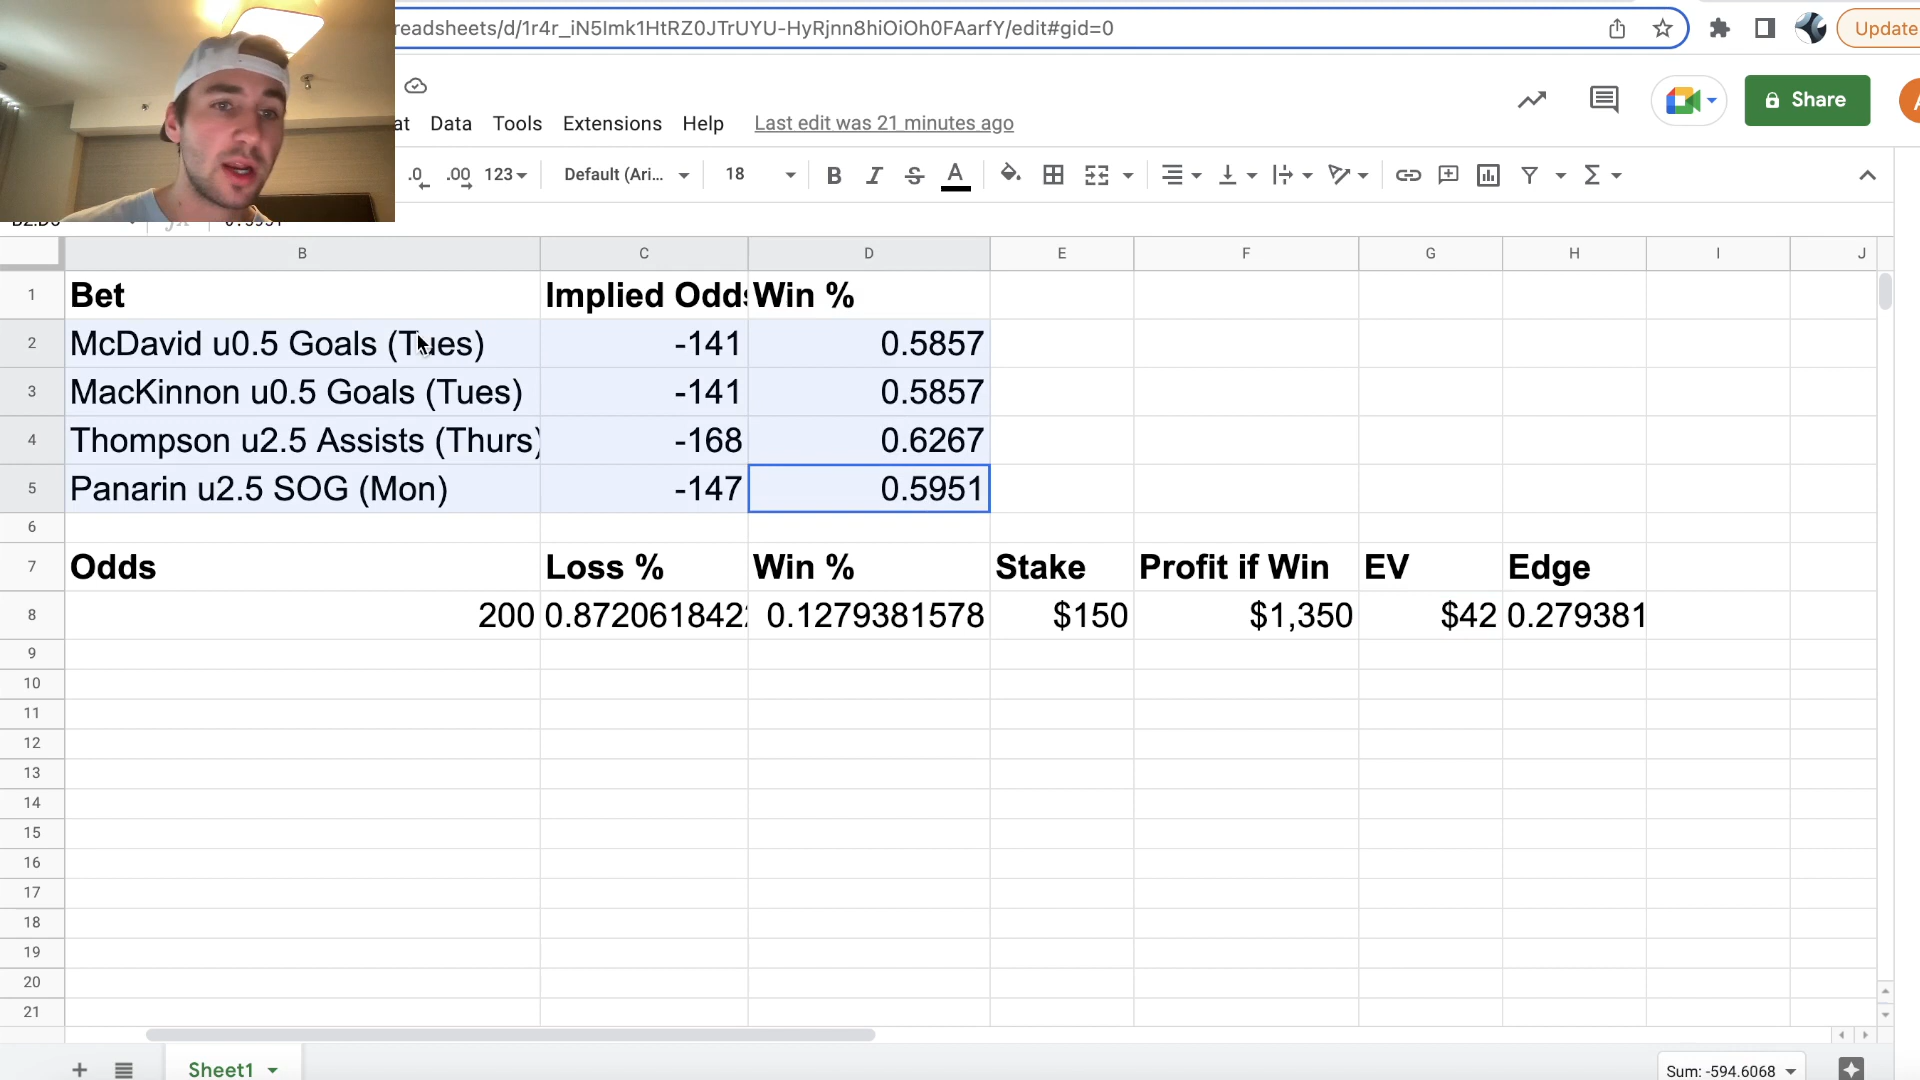 readsheets/d/1r4r_iN5Imk1HtRZ0JTrUYU-HyRjnn8hiOiOh0FAarfY/edit#gid=0
Update
at Data Tools Extensions Help Last edit was 21 minutes ago
Share
.0 .00 123 Default (Ari... 18 B I S A
B C D E F G H I J
1 Bet Implied Odds Win %
2 McDavid u0.5 Goals (Tues) -141 0.5857
3 MacKinnon u0.5 Goals (Tues) -141 0.5857
4 Thompson u2.5 Assists (Thurs) -168 0.6267
5 Panarin u2.5 SOG (Mon) -147 0.5951
6
7 Odds Loss % Win % Stake Profit if Win EV Edge
8 200 0.872061842 0.1279381578 $150 $1,350 $42 0.279381
9
10
11
12
13
14
15
16
17
18
19
20
21
Sheet1
Sum: -594.6068